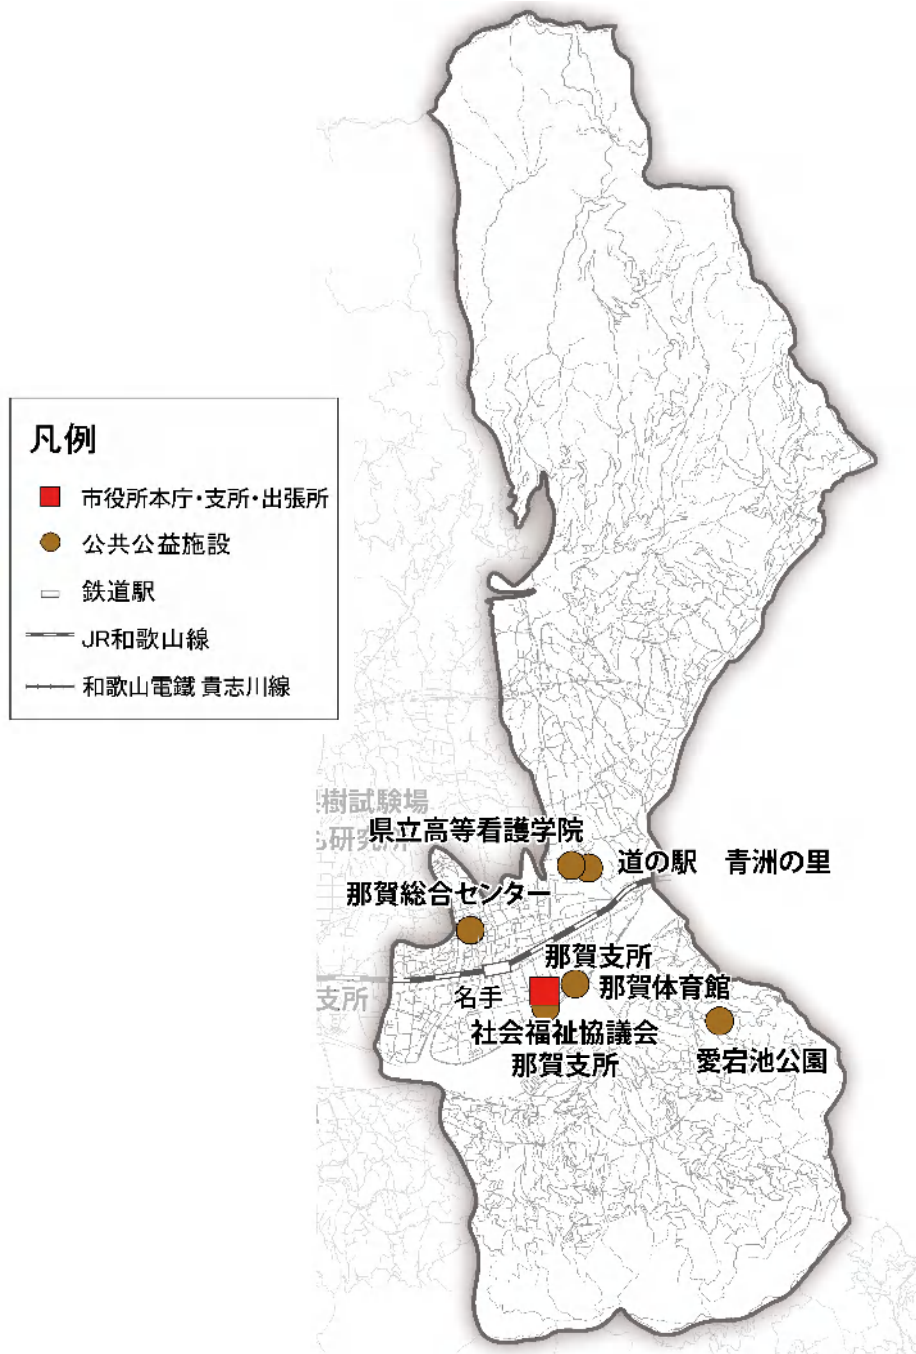 凡例
市役所本庁・支所・出張所
公共公益施設
鉄道駅
JR和歌山線
和歌山電鐵 貴志川線
樹試験場
研究所
県立高等看護学院
道の駅　青洲の里
那賀総合センター
那賀支所
那賀体育館
支所
名手
社会福祉協議会
那賀支所
愛宕池公園